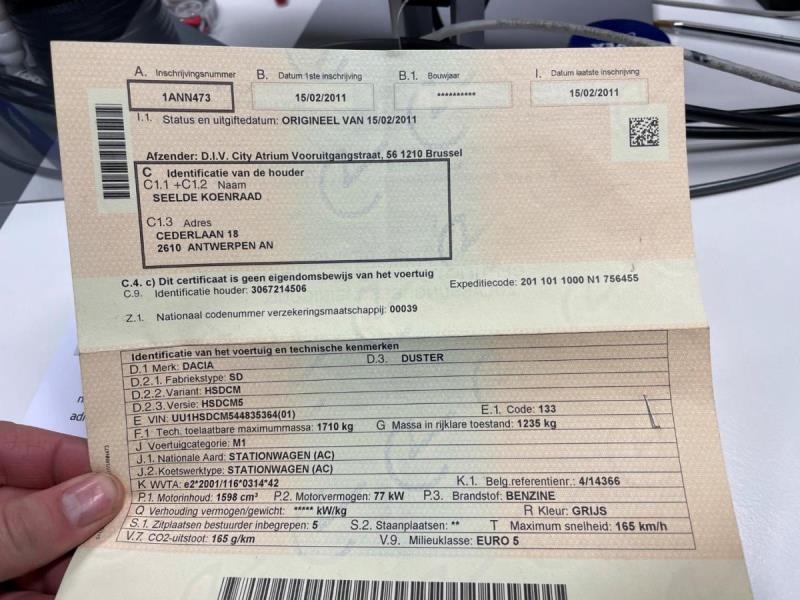 A. Inschrijvingsnummer B. Datum 1ste inschrijving B.1. Bouwjaar I. Datum laatste inschrijving
1ANN473 15/02/2011 ********** 15/02/2011
I.1. Status en uitgiftedatum: ORIGINEEL VAN 15/02/2011
Afzender: D.I.V. City Atrium Vooruitgangstraat, 56 1210 Brussel
C Identificatie van de houder
C1.1 +C1.2 Naam
SEELDE KOENRAAD
C1.3 Adres
CEDERLAAN 18
2610 ANTWERPEN AN
C.4. c) Dit certificaat is geen eigendomsbewijs van het voertuig
C.9. Identificatie houder: 3067214506 Expeditiecode: 201 101 1000 N1 756455
Z.1. Nationaal codenummer verzekeringsmaatschappij: 00039
Identificatie van het voertuig en technische kenmerken
D.1 Merk: DACIA D.3. DUSTER
D.2.1. Fabriekstype: SD
D.2.2. Variant: HSDCM
D.2.3. Versie: HSDCM5
E VIN: UU1HSDCM544835364(01) E.1. Code: 133
F.1 Tech. toelaatbare maximummassa: 1710 kg G Massa in rijklare toestand: 1235 kg
J Voertuigcategorie: M1
J.1. Nationale Aard: STATIONWAGEN (AC)
J.2. Koetswerktype: STATIONWAGEN (AC)
K WVTA: e2*2001/116*0314*42 K.1. Belg.referentienr.: 4/14366
P.1. Motorinhoud: 1598 cm³ P.2. Motorvermogen: 77 kW P.3. Brandstof: BENZINE
Q Verhouding vermogen/gewicht: ***** kW/kg R Kleur: GRIJS
S.1. Zitplaatsen bestuurder inbegrepen: 5 S.2. Staanplaatsen: ** T Maximum snelheid: 165 km/h
V.7. CO2-uitstoot: 165 g/km V.9. Milieuklasse: EURO 5